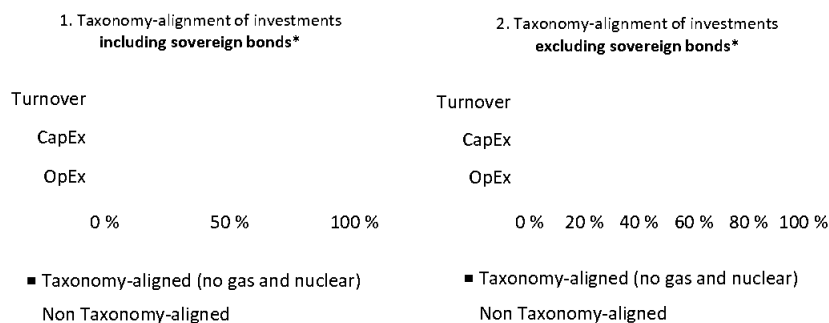 1. Taxonomy-alignment of investments
including sovereign bonds*
Turnover
CapEx
OpEx
0 % 50 % 100 %
■ Taxonomy-aligned (no gas and nuclear)
Non Taxonomy-aligned
2. Taxonomy-alignment of investments
excluding sovereign bonds*
Turnover
CapEx
OpEx
0 % 20 % 40 % 60 % 80 % 100 %
■ Taxonomy-aligned (no gas and nuclear)
Non Taxonomy-aligned